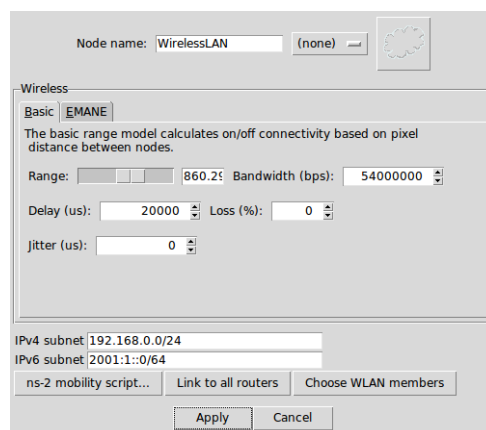 Node name: WirelessLAN (none)
Wireless
Basic EMANE
The basic range model calculates on/off connectivity based on pixel
distance between nodes.
Range: 860.29 Bandwidth (bps): 54000000
Delay (us): 20000 Loss (%): 0
Jitter (us): 0
IPv4 subnet 192.168.0.0/24
IPv6 subnet 2001:1::0/64
ns-2 mobility script... Link to all routers Choose WLAN members
Apply Cancel